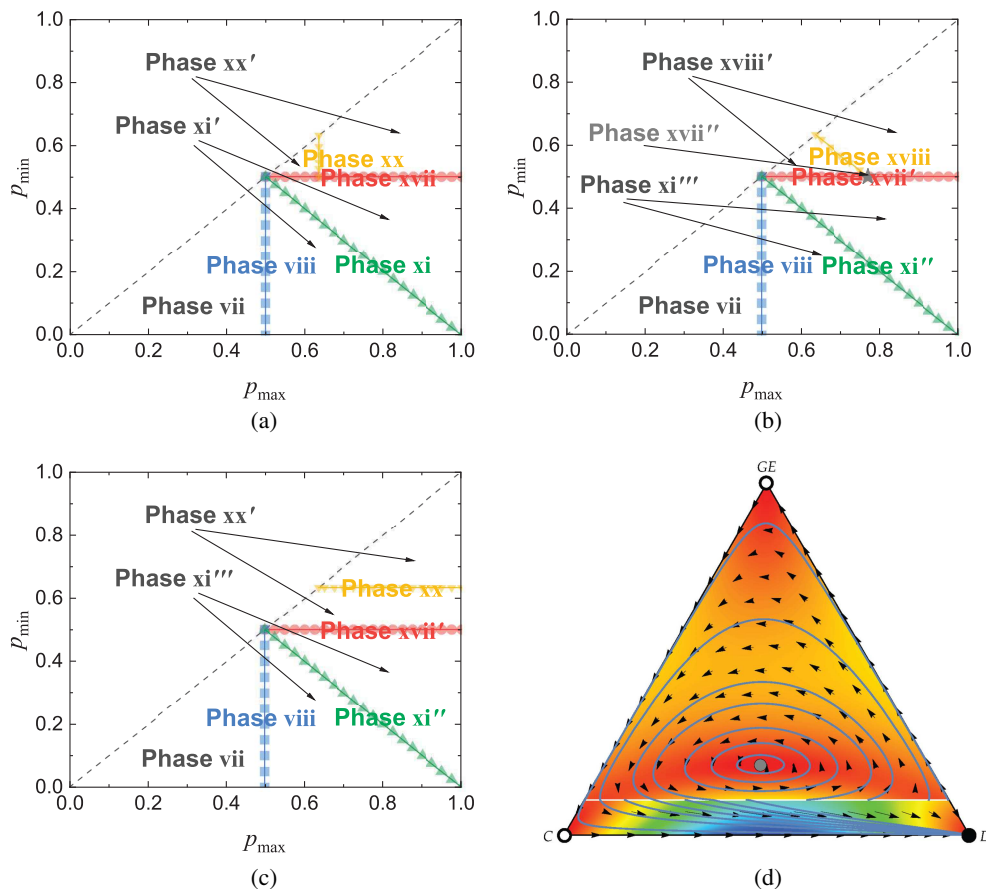 1.0
0.8
0.6
0.4
0.2
0.0
p_min
Phase xx′
Phase xi′
Phase xx
Phase xvii
Phase viii
Phase xi
Phase vii
0.0 0.2 0.4 0.6 0.8 1.0
p_max
(a)
1.0
0.8
0.6
0.4
0.2
0.0
p_min
Phase xviii′
Phase xvii″
Phase xviii
Phase xvii′
Phase xi‴
Phase viii
Phase xi″
Phase vii
0.0 0.2 0.4 0.6 0.8 1.0
p_max
(b)
1.0
0.8
0.6
0.4
0.2
0.0
p_min
Phase xx′
Phase xi‴
Phase xx
Phase xvii′
Phase viii
Phase xi″
Phase vii
0.0 0.2 0.4 0.6 0.8 1.0
p_max
(c)
GE
C
D
(d)